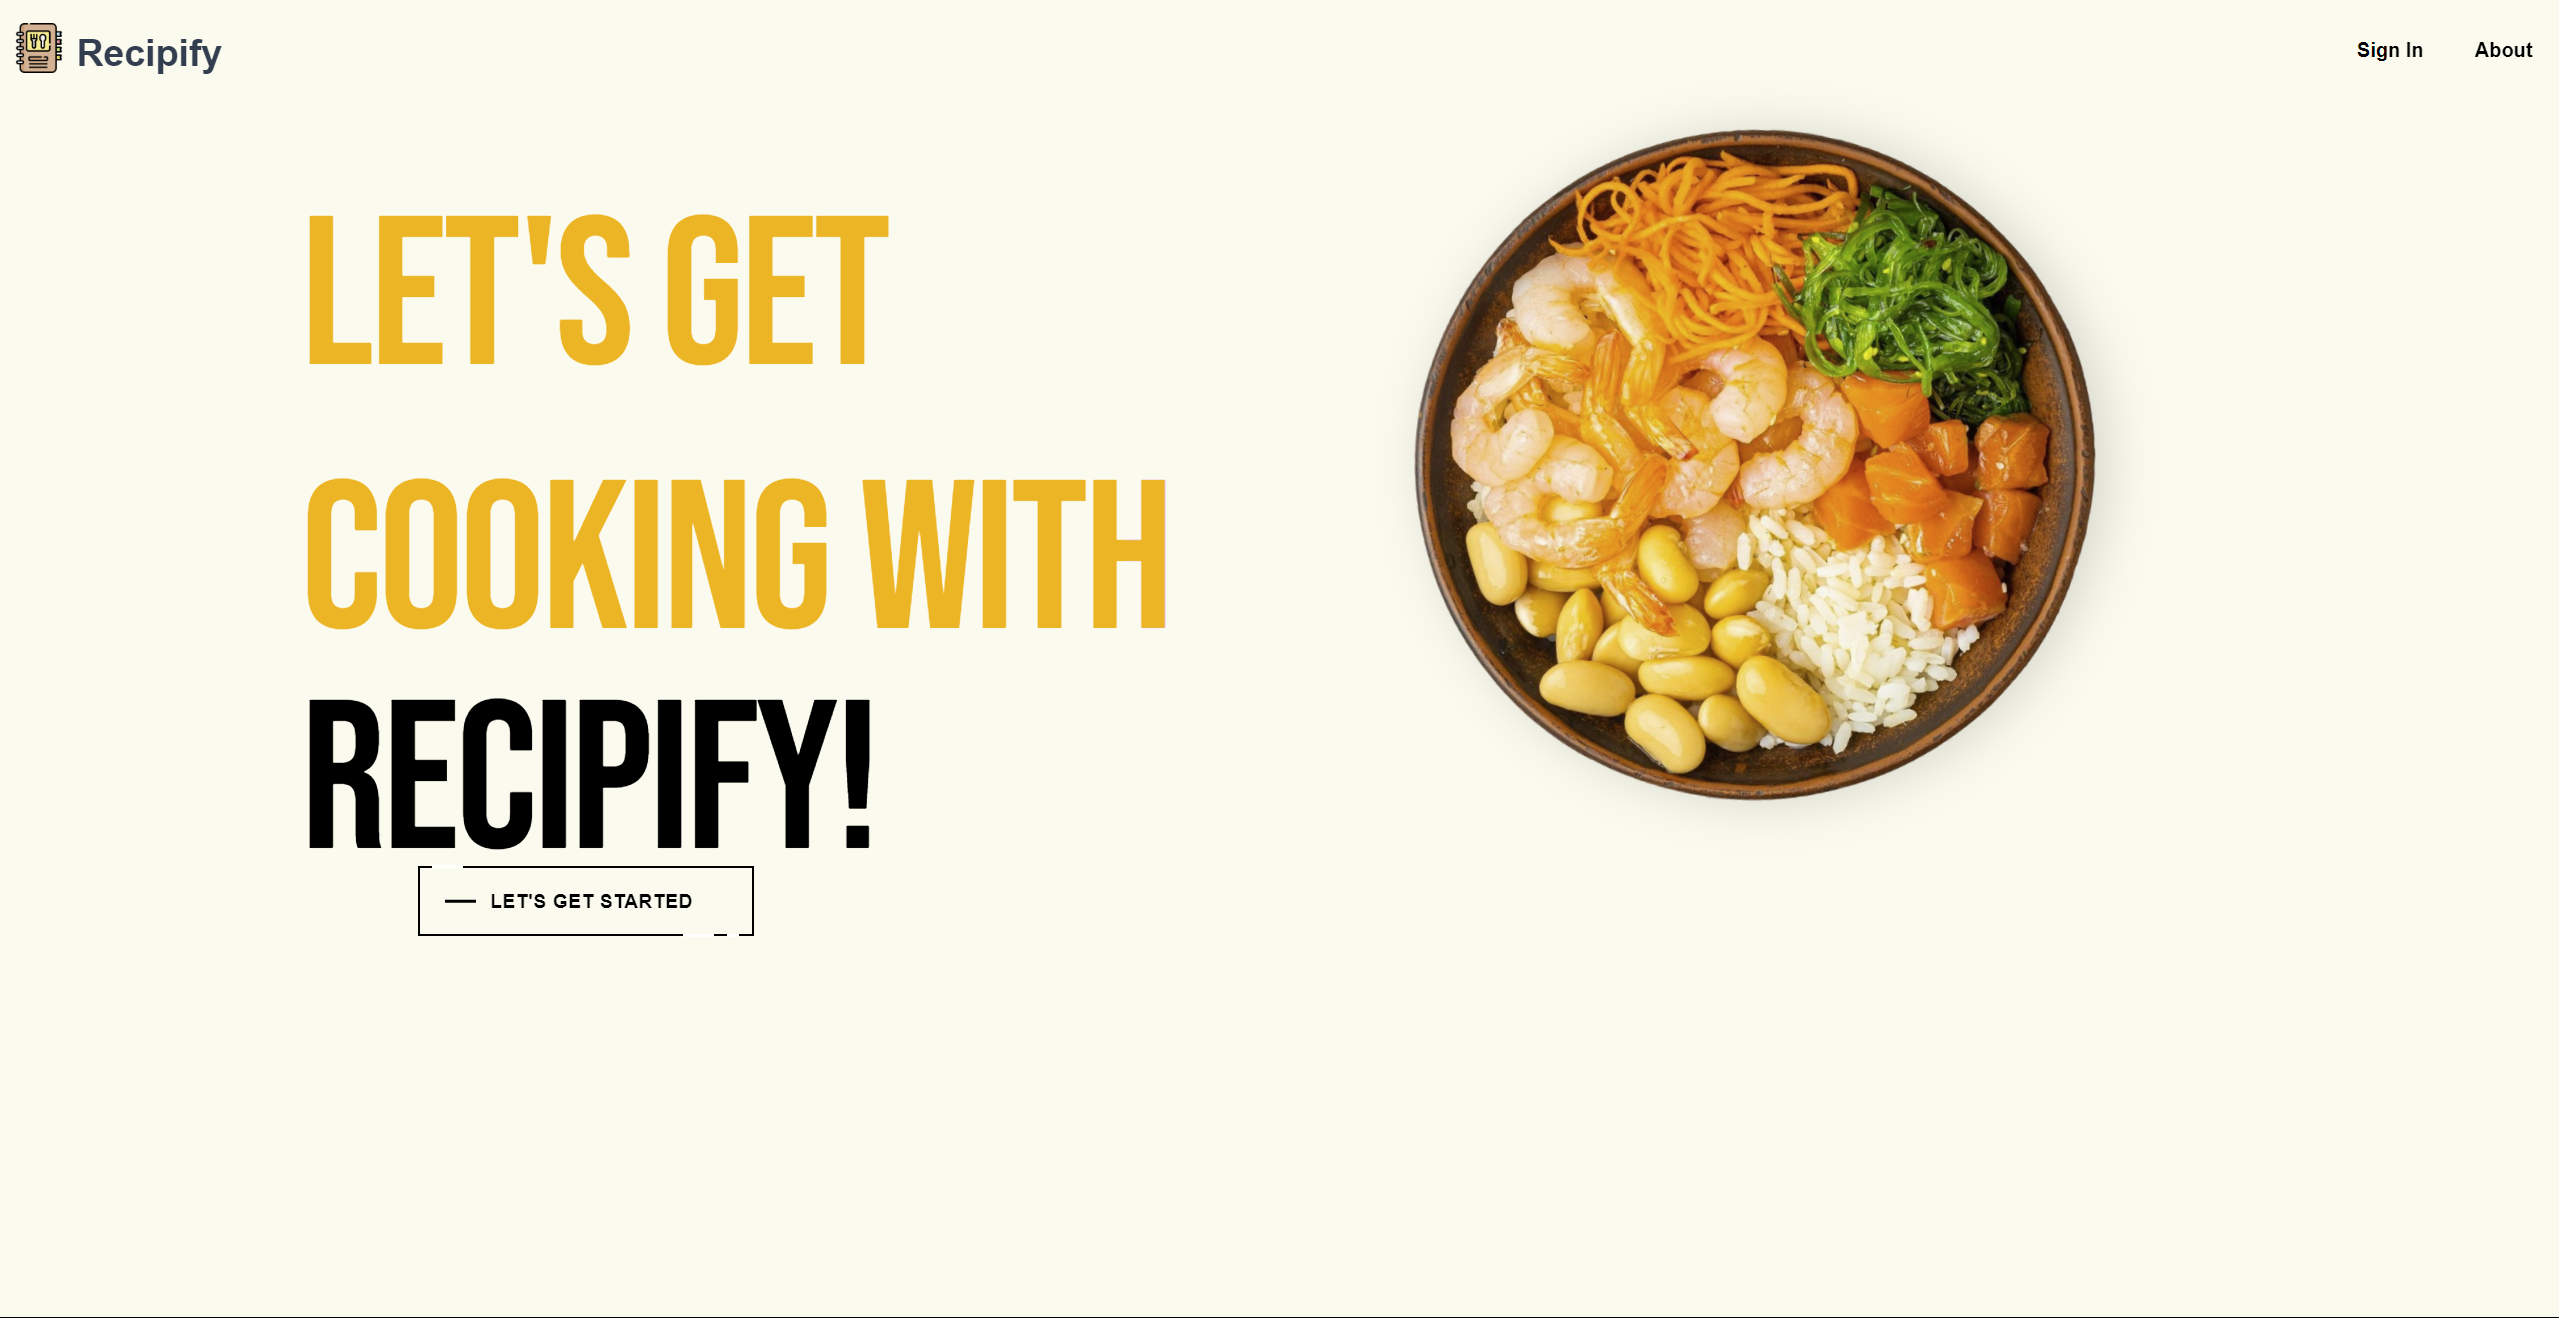 Recipify
Sign In
About
LET'S GET
COOKING WITH
RECIPIFY!
LET'S GET STARTED